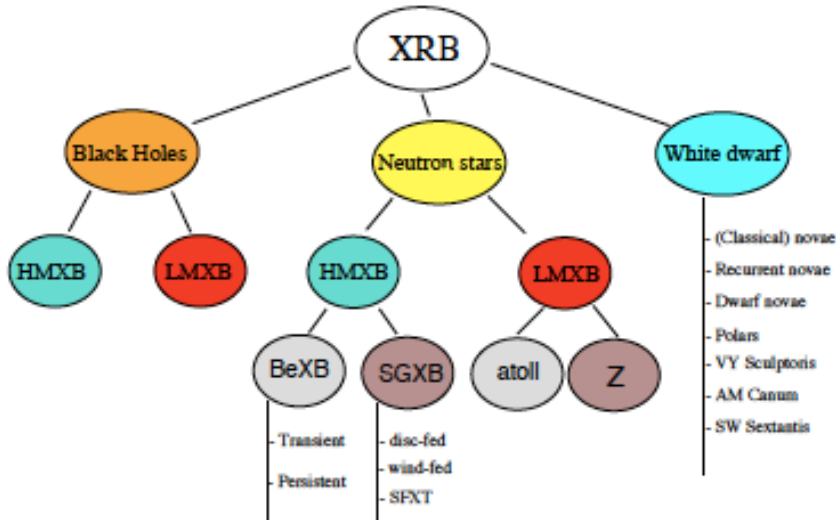 XRB
Black Holes
Neutron stars
White dwarf
HMXB
LMXB
HMXB
LMXB
BeXB
SGXB
atoll
Z
- Transient
- Persistent
- disc-fed
- wind-fed
- SFXT
- (Classical) novae
- Recurrent novae
- Dwarf novae
- Polars
- VY Sculptoris
- AM Canum
- SW Sextantis